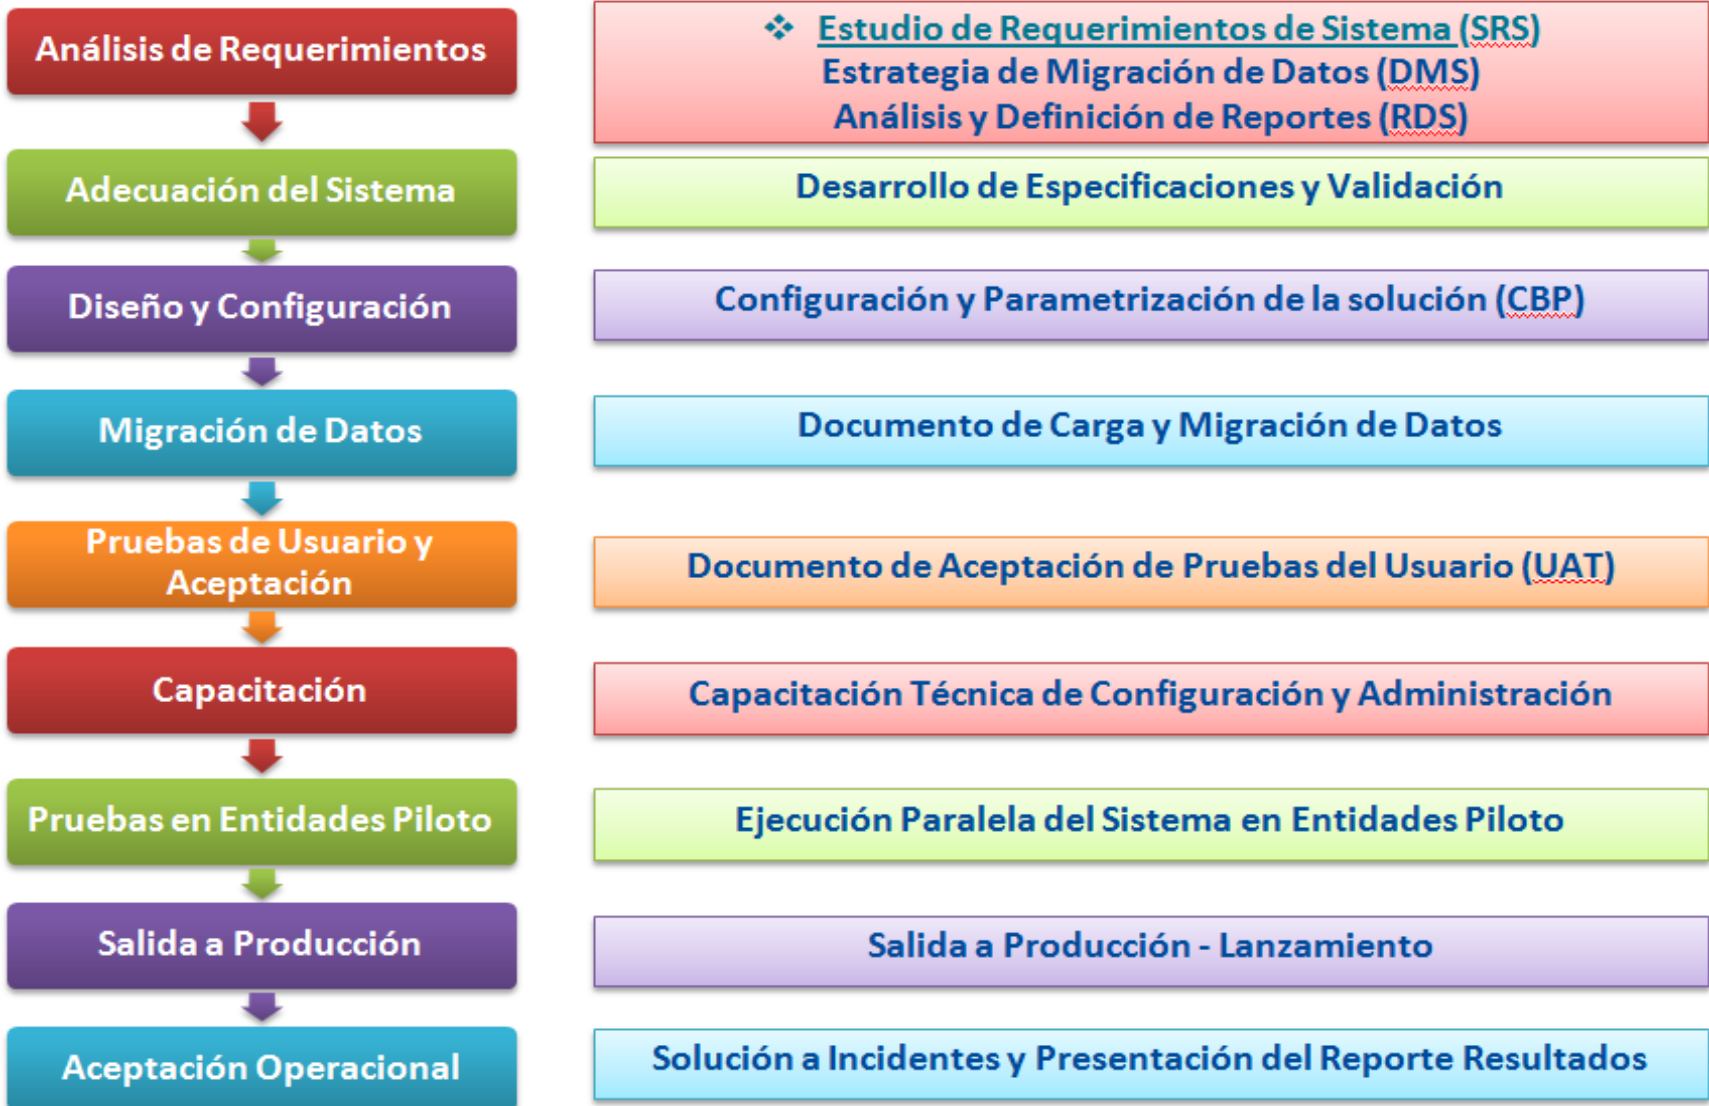 Análisis de Requerimientos
❖ Estudio de Requerimientos de Sistema (SRS)
Estrategia de Migración de Datos (DMS)
Análisis y Definición de Reportes (RDS)
Adecuación del Sistema
Desarrollo de Especificaciones y Validación
Diseño y Configuración
Configuración y Parametrización de la solución (CBP)
Migración de Datos
Documento de Carga y Migración de Datos
Pruebas de Usuario y
Aceptación
Documento de Aceptación de Pruebas del Usuario (UAT)
Capacitación
Capacitación Técnica de Configuración y Administración
Pruebas en Entidades Piloto
Ejecución Paralela del Sistema en Entidades Piloto
Salida a Producción
Salida a Producción - Lanzamiento
Aceptación Operacional
Solución a Incidentes y Presentación del Reporte Resultados